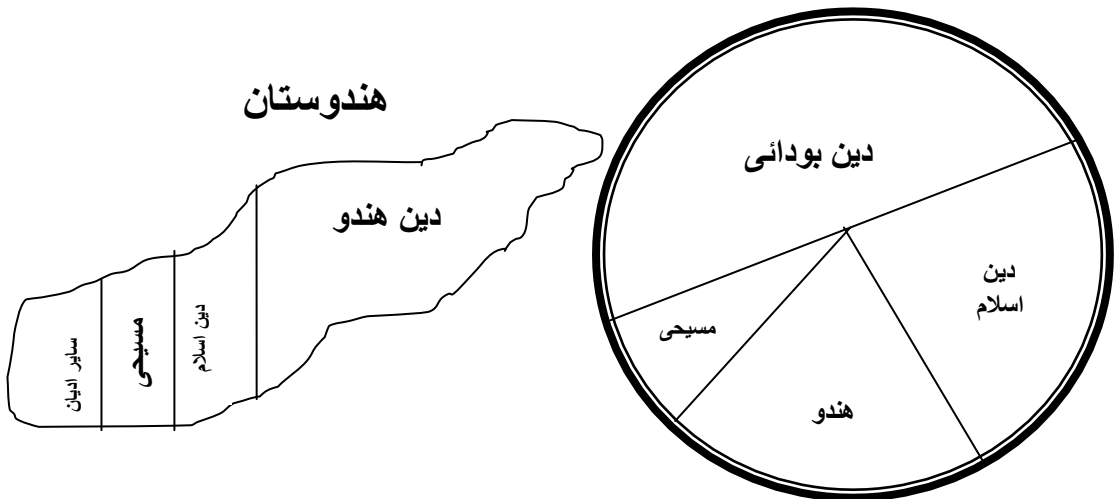 هندوستان
دین بودائی
دین
اسلام
هندو
مسیحی
دین هندو
دین اسلام
مسیحی
سایر ادیان